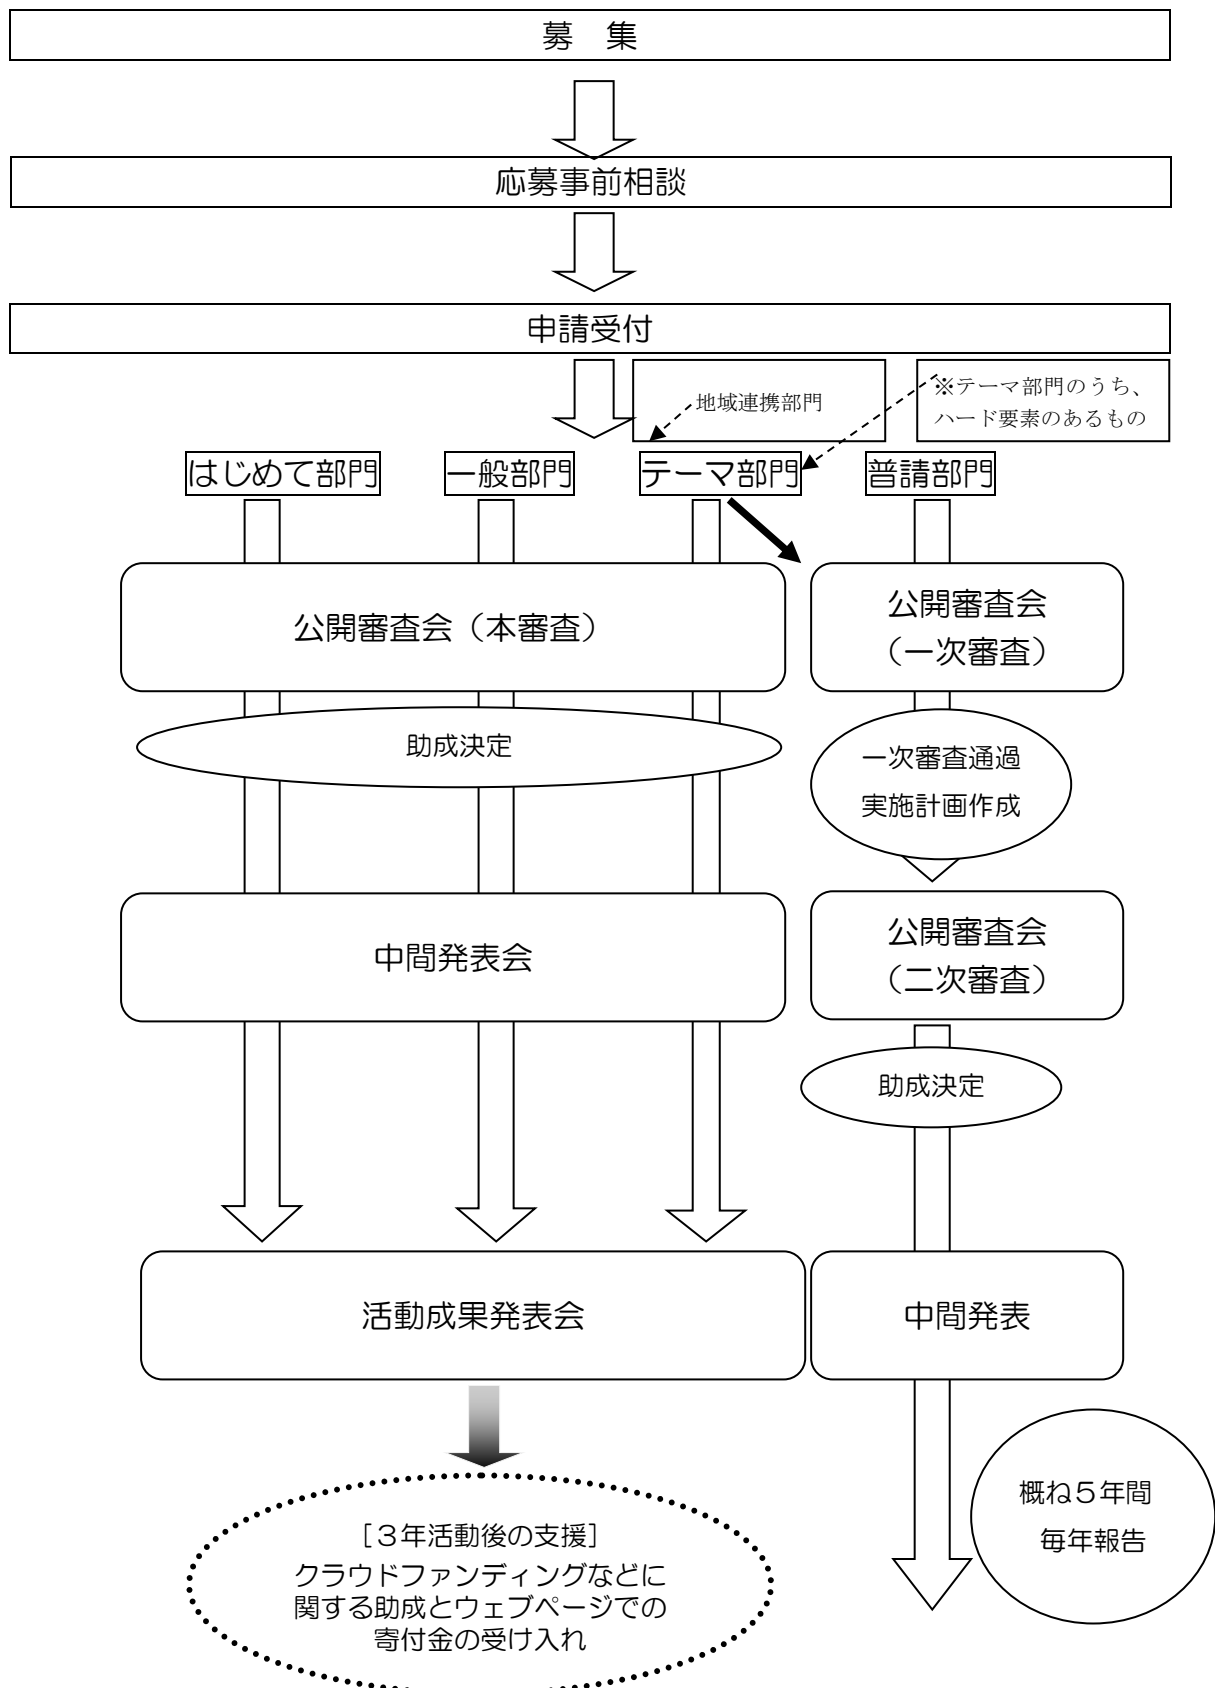 募　集
応募事前相談
申請受付
地域連携部門
※テーマ部門のうち、
ハード要素のあるもの
はじめて部門
一般部門
テーマ部門
普請部門
公開審査会（本審査）
公開審査会
（一次審査）
助成決定
一次審査通過
実施計画作成
中間発表会
公開審査会
（二次審査）
助成決定
活動成果発表会
中間発表
概ね５年間
毎年報告
［３年活動後の支援］
クラウドファンディングなどに
関する助成とウェブページでの
寄付金の受け入れ